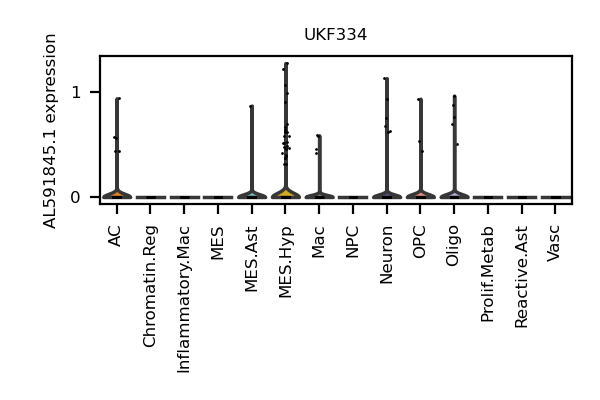 UKF334
AL591845.1 expression
1
0
AC
Chromatin.Reg
Inflammatory.Mac
MES
MES.Ast
MES.Hyp
Mac
NPC
Neuron
OPC
Oligo
Prolif.Metab
Reactive.Ast
Vasc